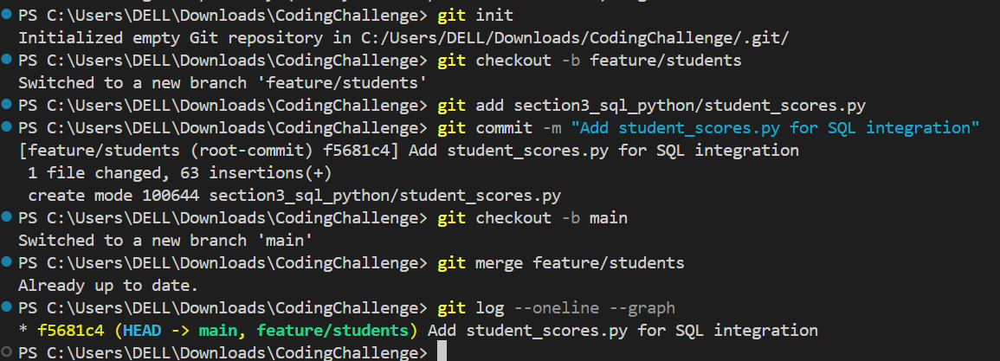 PS C:\Users\DELL\Downloads\CodingChallenge> git init
Initialized empty Git repository in C:/Users/DELL/Downloads/CodingChallenge/.git/
PS C:\Users\DELL\Downloads\CodingChallenge> git checkout -b feature/students
Switched to a new branch 'feature/students'
PS C:\Users\DELL\Downloads\CodingChallenge> git add section3_sql_python/student_scores.py
PS C:\Users\DELL\Downloads\CodingChallenge> git commit -m "Add student_scores.py for SQL integration"
[feature/students (root-commit) f5681c4] Add student_scores.py for SQL integration
 1 file changed, 63 insertions(+)
 create mode 100644 section3_sql_python/student_scores.py
PS C:\Users\DELL\Downloads\CodingChallenge> git checkout -b main
Switched to a new branch 'main'
PS C:\Users\DELL\Downloads\CodingChallenge> git merge feature/students
Already up to date.
PS C:\Users\DELL\Downloads\CodingChallenge> git log --oneline --graph
* f5681c4 (HEAD -> main, feature/students) Add student_scores.py for SQL integration
PS C:\Users\DELL\Downloads\CodingChallenge>